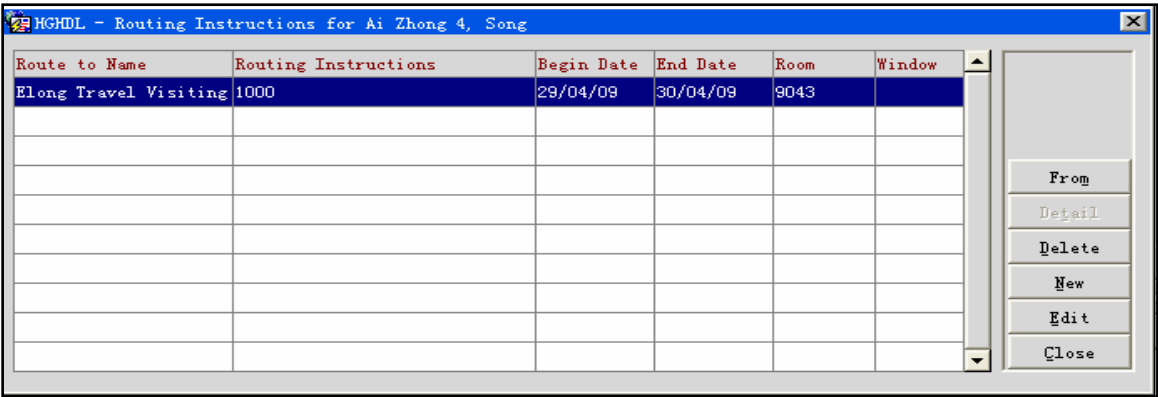 HGHDL - Routing Instructions for Ai Zhong 4, Song
Route to Name Routing Instructions Begin Date End Date Room Window
Elong Travel Visiting 1000 29/04/09 30/04/09 9043
From
Detail
Delete
New
Edit
Close